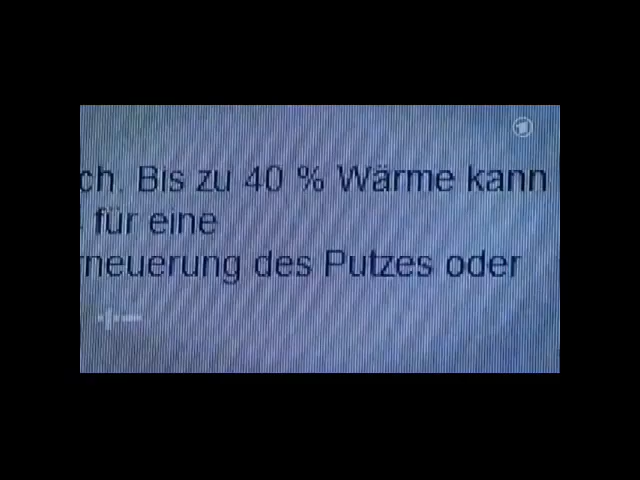 ch. Bis zu 40 % Wärme kann
für eine
rneuerung des Putzes oder